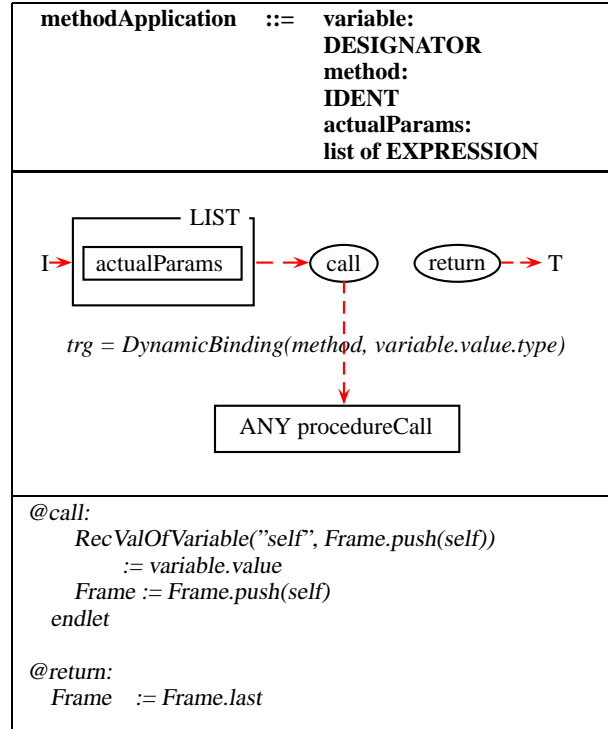 methodApplication ::= variable:
DESIGNATOR
method:
IDENT
actualParams:
list of EXPRESSION
LIST
I actualParams call return T
trg = DynamicBinding(method, variable.value.type)
ANY procedureCall
@call:
RecValOfVariable(”self”, Frame.push(self))
:= variable.value
Frame := Frame.push(self)
endlet
@return:
Frame := Frame.last